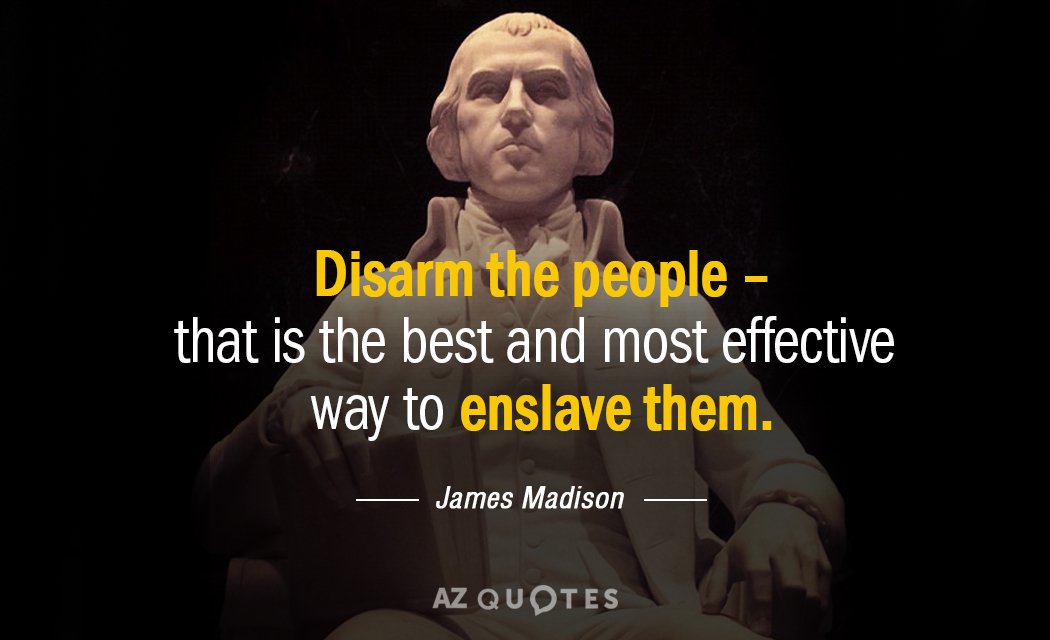 Disarm the people –
that is the best and most effective
way to enslave them.
James Madison
AZ QUOTES